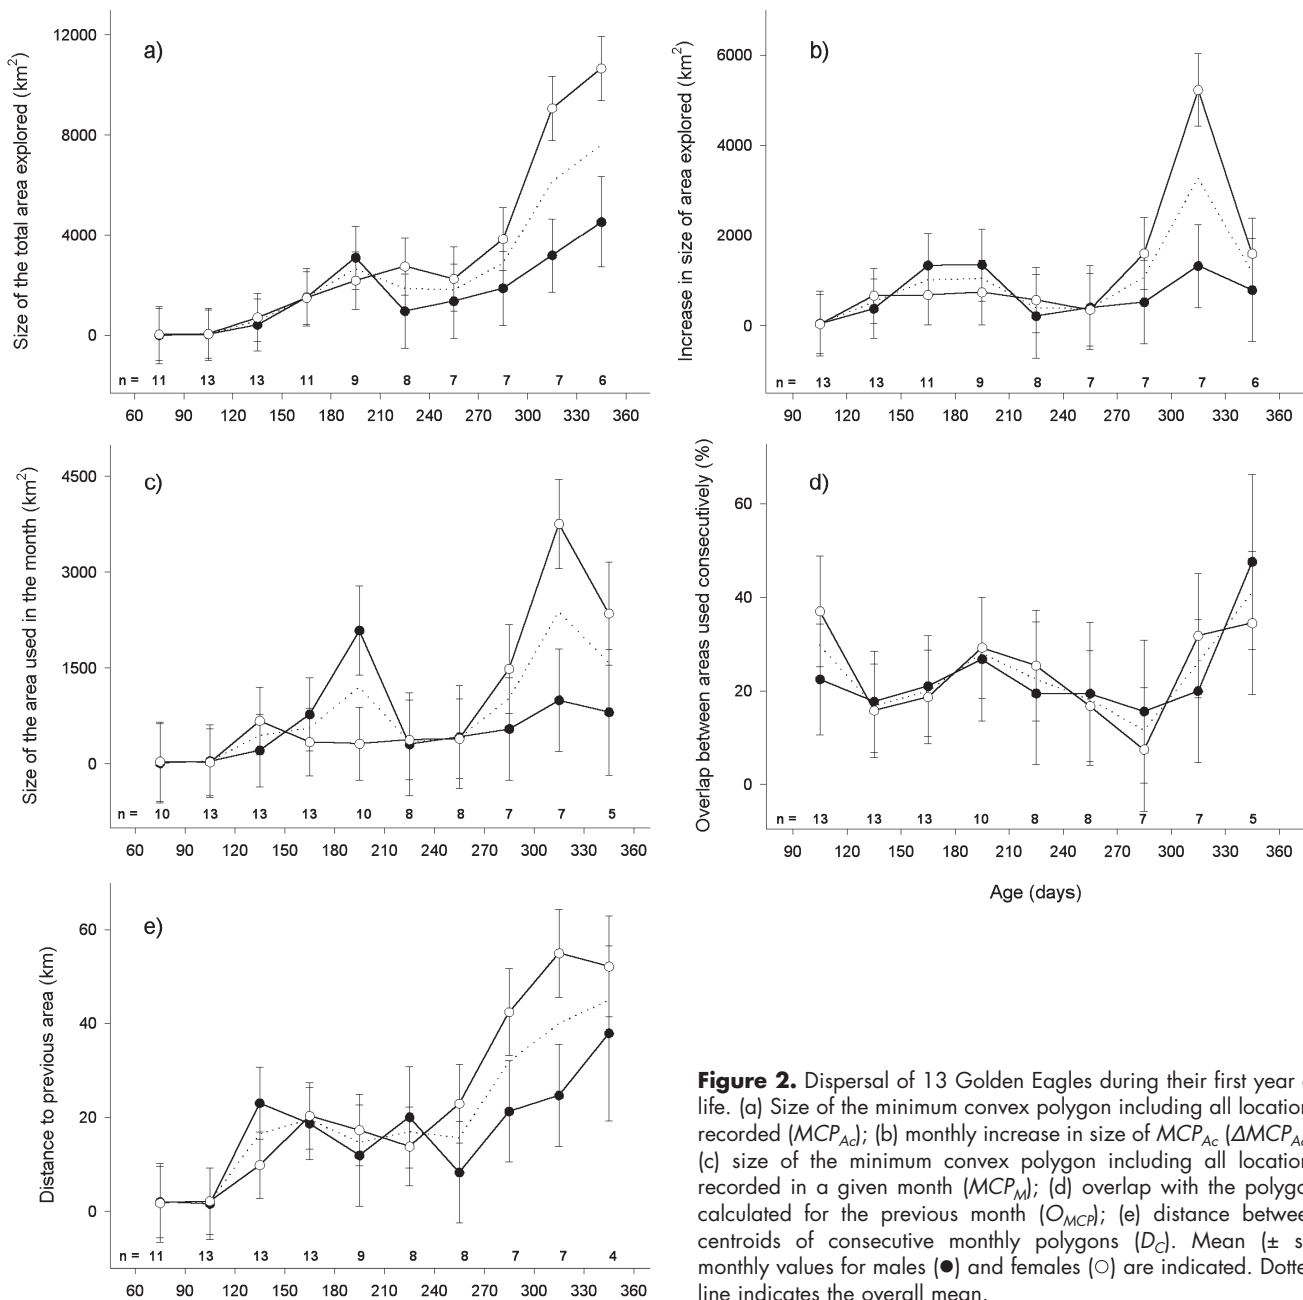 a)
Size of the total area explored (km2)
12000
8000
4000
0
n = 11 13 13 11 9 8 7 7 7 6
60 90 120 150 180 210 240 270 300 330 360
b)
Increase in size of area explored (km2)
6000
4000
2000
0
n = 13 13 11 9 8 7 7 7 6
90 120 150 180 210 240 270 300 330 360
c)
Size of the area used in the month (km2)
4500
3000
1500
0
n = 10 13 13 13 10 8 8 7 7 5
60 90 120 150 180 210 240 270 300 330 360
d)
Overlap between areas used consecutively (%)
60
40
20
0
n = 13 13 13 10 8 8 7 7 5
90 120 150 180 210 240 270 300 330 360
Age (days)
e)
Distance to previous area (km)
60
40
20
0
n = 11 13 13 13 9 8 8 7 7 4
60 90 120 150 180 210 240 270 300 330 360
Figure 2. Dispersal of 13 Golden Eagles during their first year
life. (a) Size of the minimum convex polygon including all location
recorded (MCPAc); (b) monthly increase in size of MCPAc (ΔMCPAc
(c) size of the minimum convex polygon including all location
recorded in a given month (MCPM); (d) overlap with the polygo
calculated for the previous month (OMCP); (e) distance betwee
centroids of consecutive monthly polygons (DC). Mean (± s
monthly values for males (●) and females (○) are indicated. Dotte
line indicates the overall mean.